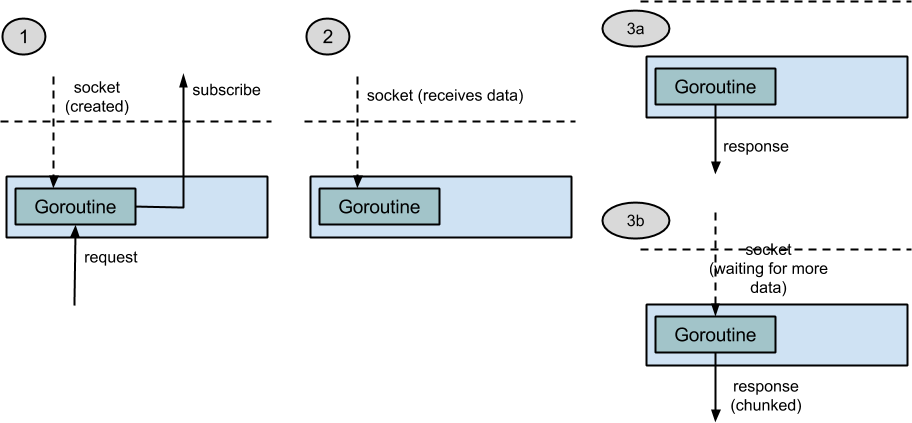 1
socket
(created)
subscribe
Goroutine
request
2
socket (receives data)
Goroutine
3a
Goroutine
response
3b
socket
(waiting for more
data)
Goroutine
response
(chunked)